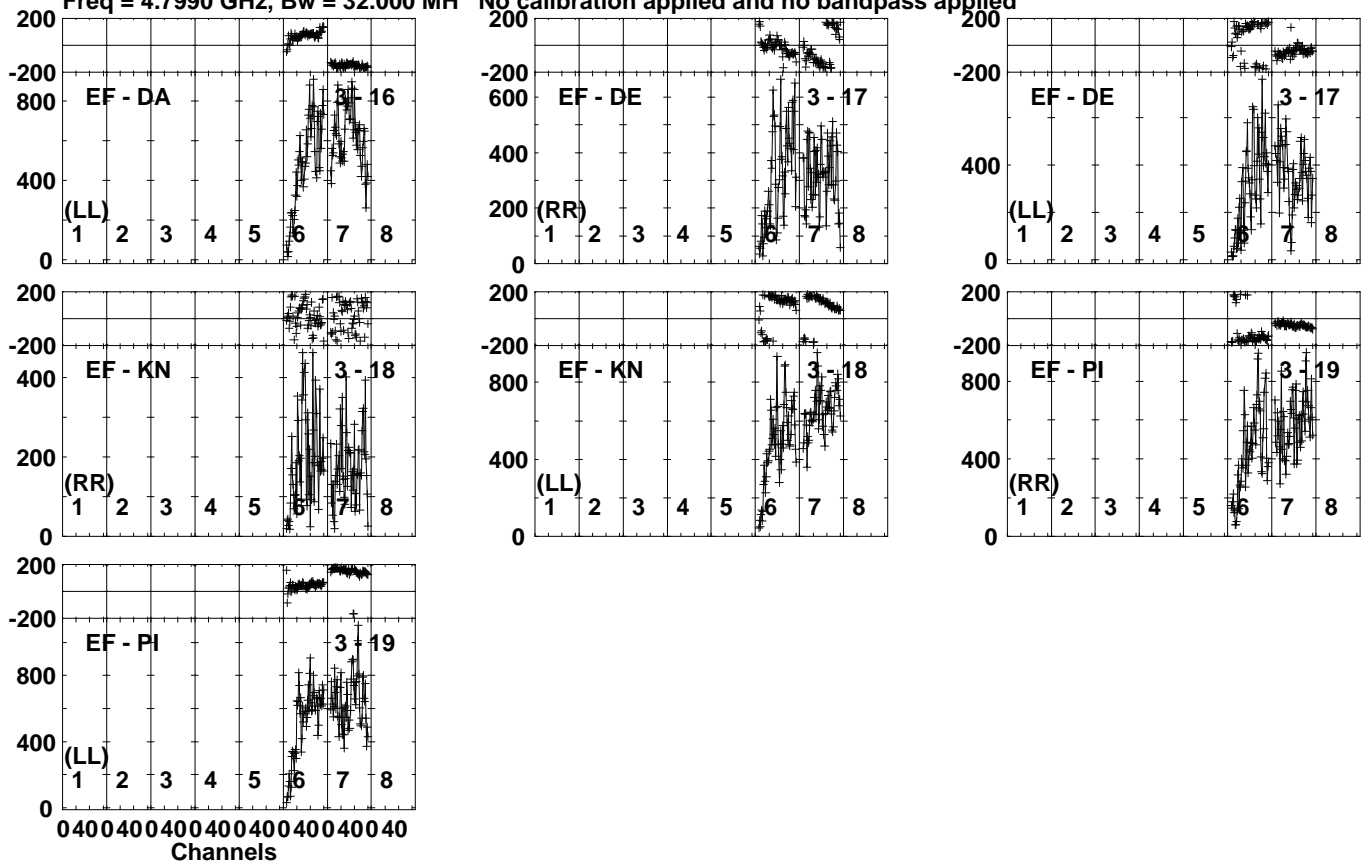 Freq = 4.7990 GHz, Bw = 32.000 MH No calibration applied and no bandpass applied
200
-200
EF - DA 3 - 16
800
400
0
(LL)
1 2 3 4 5 6 7 8
200
-200
EF - DE 3 - 17
600
400
200
0
(RR)
1 2 3 4 5 6 7 8
200
-200
EF - DE 3 - 17
800
400
0
(LL)
1 2 3 4 5 6 7 8
200
-200
EF - KN 3 - 18
400
200
0
(RR)
1 2 3 4 5 6 7 8
200
-200
EF - KN 3 - 18
800
400
0
(LL)
1 2 3 4 5 6 7 8
200
-200
EF - PI 3 - 19
800
400
0
(RR)
1 2 3 4 5 6 7 8
200
-200
EF - PI 3 - 19
800
400
0
(LL)
1 2 3 4 5 6 7 8
0 40 0 40 0 40 0 40 0 40 0 40 0 40 0 40
Channels